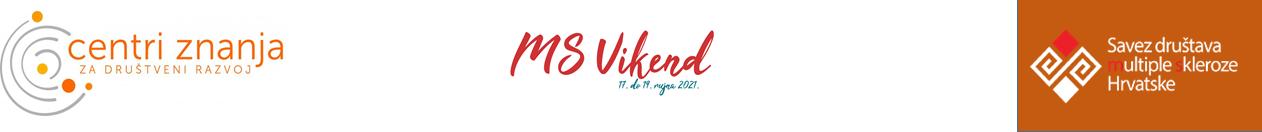 centri znanja
ZA DRUŠTVENI RAZVOJ
MS Vikend
17. do 19. rujna 2021.
Savez društava
multiple skleroze
Hrvatske